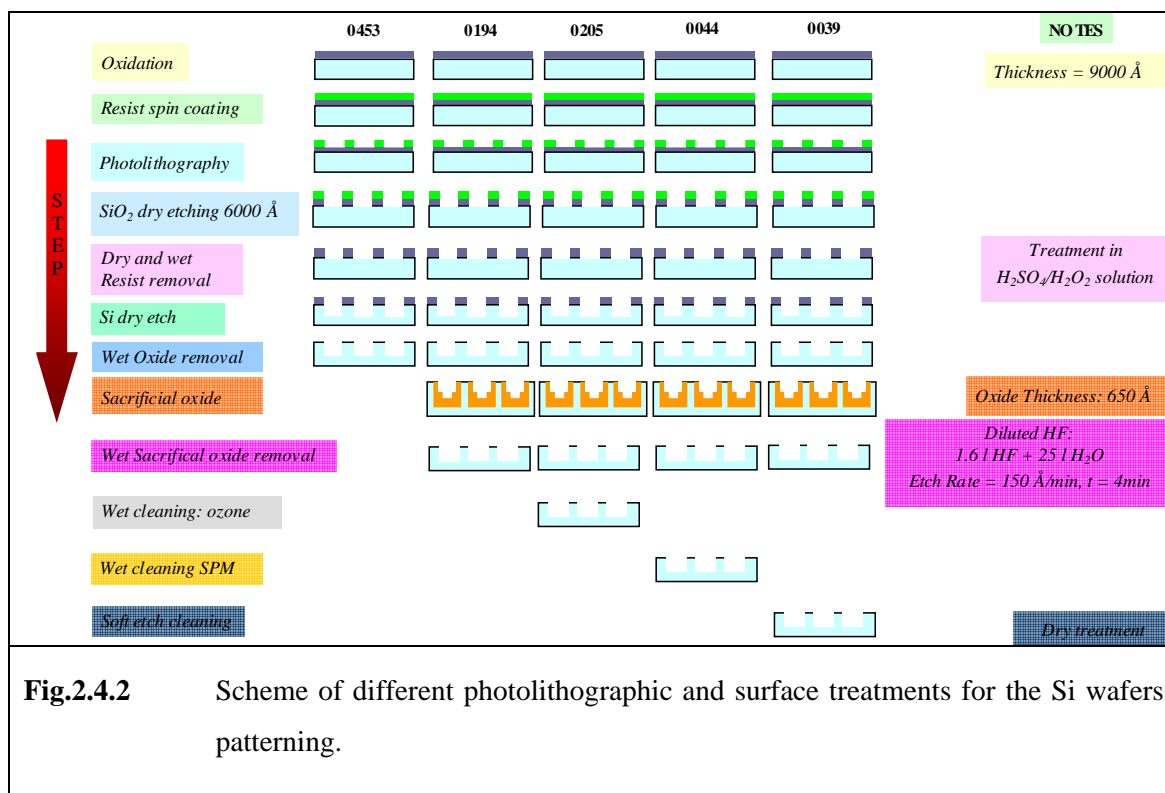 0453 0194 0205 0044 0039 NOTES
Oxidation
Thickness = 9000 Å
Resist spin coating
STEP
Photolithography
SiO₂ dry etching 6000 Å
Dry and wet
Resist removal
Treatment in
H₂SO₄/H₂O₂ solution
Si dry etch
Wet Oxide removal
Sacrificial oxide
Oxide Thickness: 650 Å
Wet Sacrifical oxide removal
Diluted HF:
1.6 l HF + 25 l H₂O
Etch Rate = 150 Å/min, t = 4min
Wet cleaning: ozone
Wet cleaning SPM
Soft etch cleaning
Dry treatment
Fig.2.4.2 Scheme of different photolithographic and surface treatments for the Si wafers
patterning.